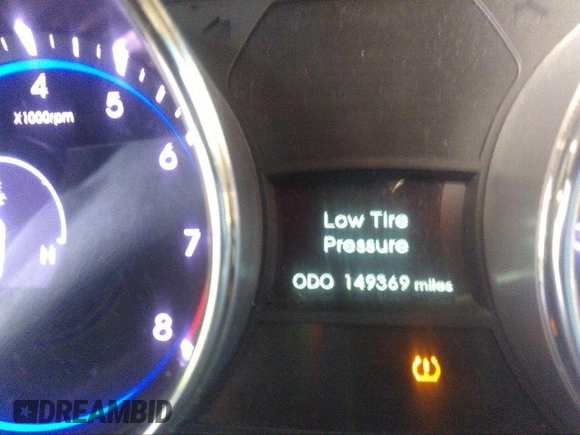 4
5
X1000rpm
6
7
H
8
Low Tire
Pressure
ODO 149369 miles
DREAMBID